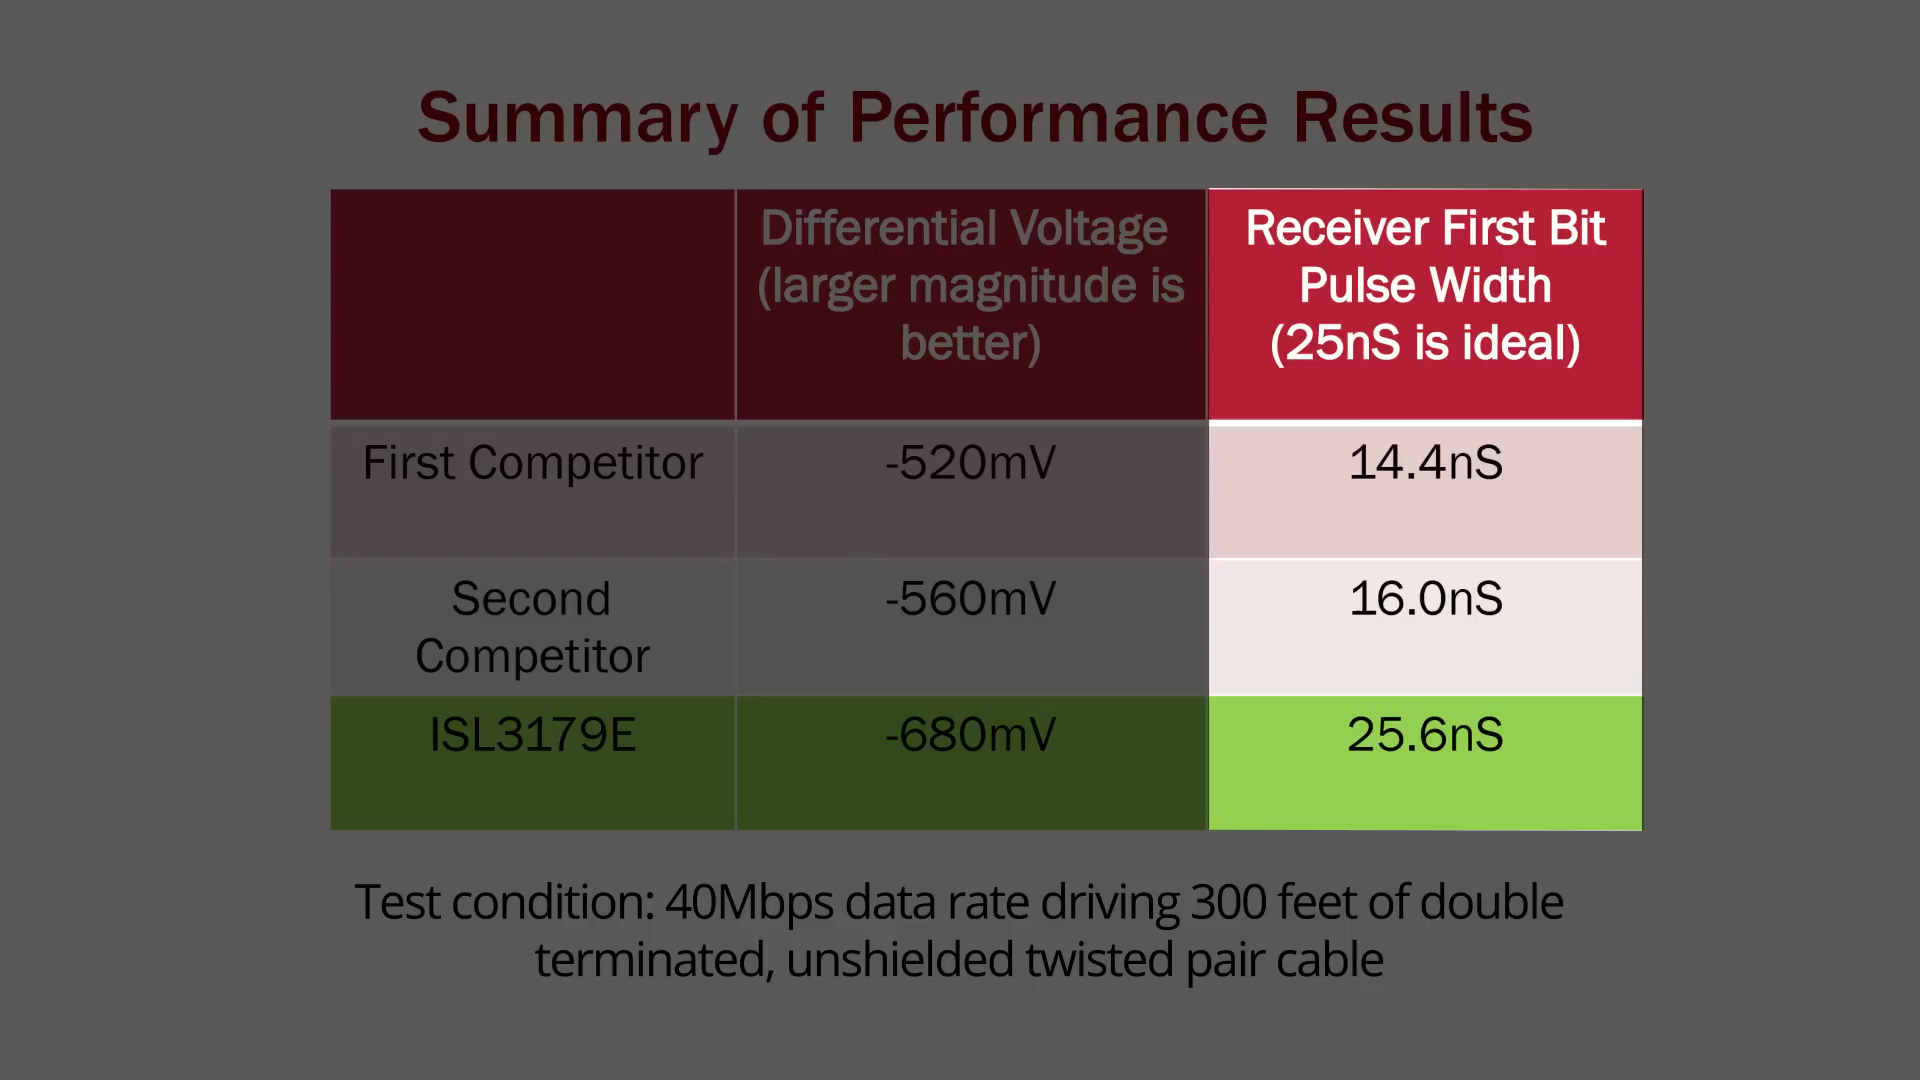 Summary of Performance Results
Differential Voltage
(larger magnitude is
better)
Receiver First Bit
Pulse Width
(25nS is ideal)
First Competitor
-520mV
14.4nS
Second
Competitor
-560mV
16.0nS
ISL3179E
-680mV
25.6nS
Test condition: 40Mbps data rate driving 300 feet of double
terminated, unshielded twisted pair cable